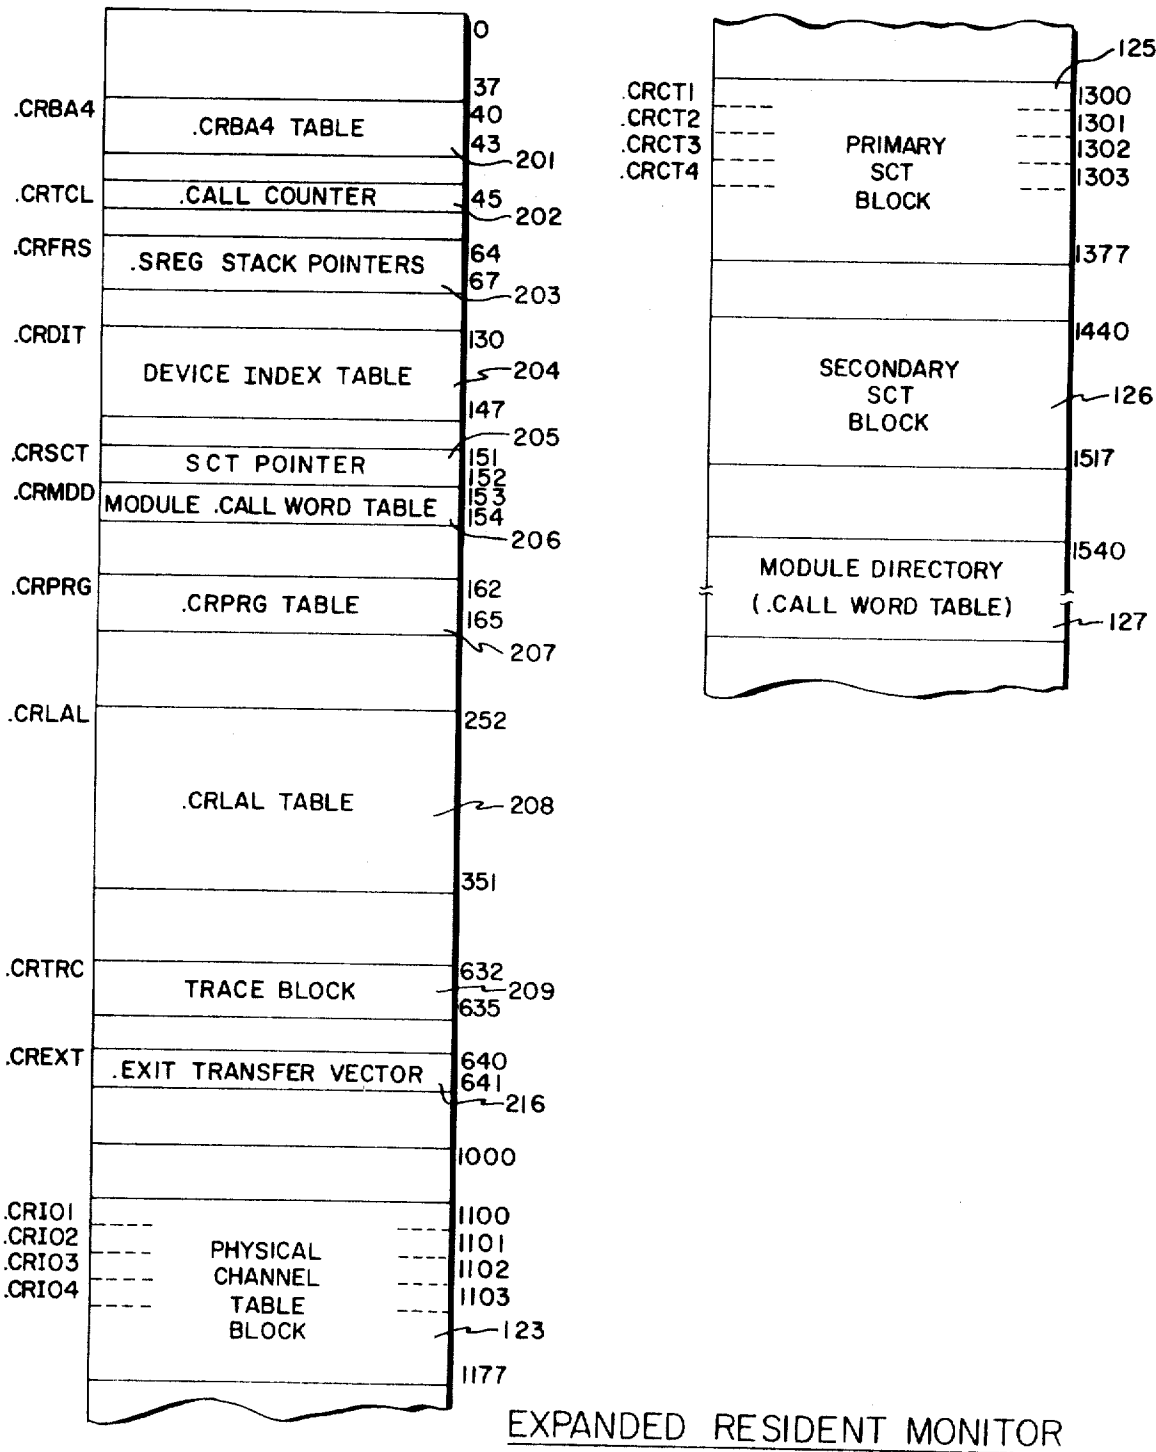 0
37
.CRBA4
40
.CRBA4 TABLE
43
201
.CRTCL
.CALL COUNTER
45
202
.CRFRS
64
.SREG STACK POINTERS
67
203
.CRDIT
130
DEVICE INDEX TABLE
204
147
205
.CRSCT
SCT POINTER
151
152
.CRMDD
153
MODULE .CALL WORD TABLE
154
206
.CRPRG
162
.CRPRG TABLE
165
207
.CRLAL
252
.CRLAL TABLE
208
351
.CRTRC
632
TRACE BLOCK
209
635
.CREXT
640
.EXIT TRANSFER VECTOR
641
216
1000
.CRIO1
1100
.CRIO2
1101
.CRIO3
1102
.CRIO4
1103
PHYSICAL
CHANNEL
TABLE
BLOCK
123
1177
125
.CRCT1
1300
.CRCT2
1301
.CRCT3
1302
.CRCT4
1303
PRIMARY
SCT
BLOCK
1377
1440
SECONDARY
SCT
BLOCK
126
1517
1540
MODULE DIRECTORY
(.CALL WORD TABLE)
127
EXPANDED RESIDENT MONITOR